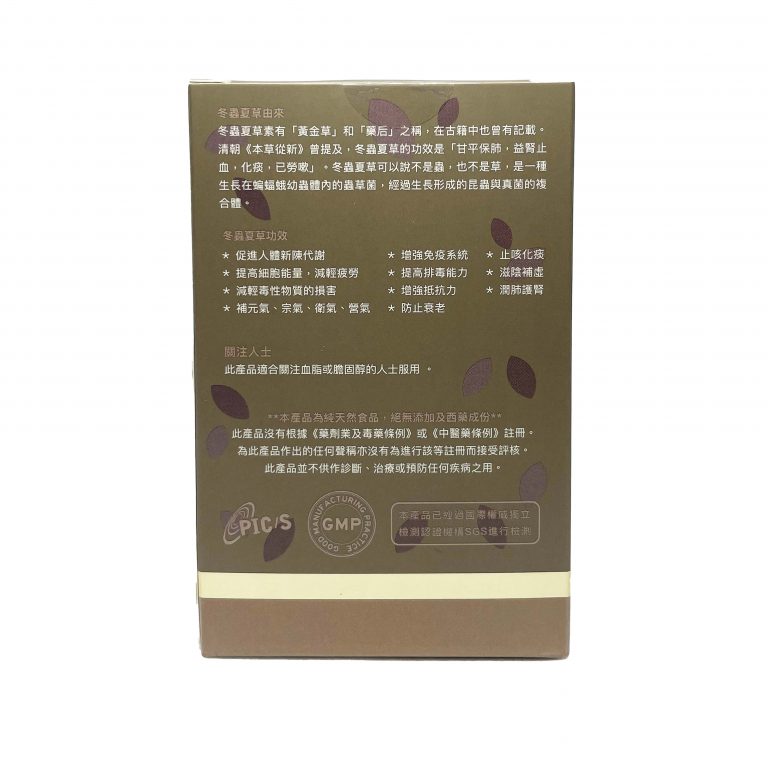 冬蟲夏草由來
冬蟲夏草素有「黃金草」和「藥后」之稱，在古籍中也曾有記載。
清朝《本草從新》曾提及，冬蟲夏草的功效是「甘平保肺，益腎止
血，化痰，已勞嗽」。冬蟲夏草可以說不是蟲，也不是草，是一種
生長在蝙蝠蛾幼蟲體內的蟲草菌，經過生長形成的昆蟲與真菌的複
合體。
冬蟲夏草功效
* 促進人體新陳代謝 * 增強免疫系統 * 止咳化痰
* 提高細胞能量，減輕疲勞 * 提高排毒能力 * 滋陰補虛
* 減輕毒性物質的損害 * 增強抵抗力 * 潤肺護腎
* 補元氣、宗氣、衛氣、營氣 * 防止衰老
關注人士
此產品適合關注血脂或膽固醇的人士服用 。
**本產品為純天然食品，絕無添加及西藥成份**
此產品沒有根據《藥劑業及毒藥條例》或《中醫藥條例》註冊。
為此產品作出的任何聲稱亦沒有為進行該等註冊而接受評核。
此產品並不供作診斷、治療或預防任何疾病之用。
PIC/S
GOOD MANUFACTURING PRACTICE
GMP
本產品已經過國際權威獨立
檢測認證機構SGS進行檢測